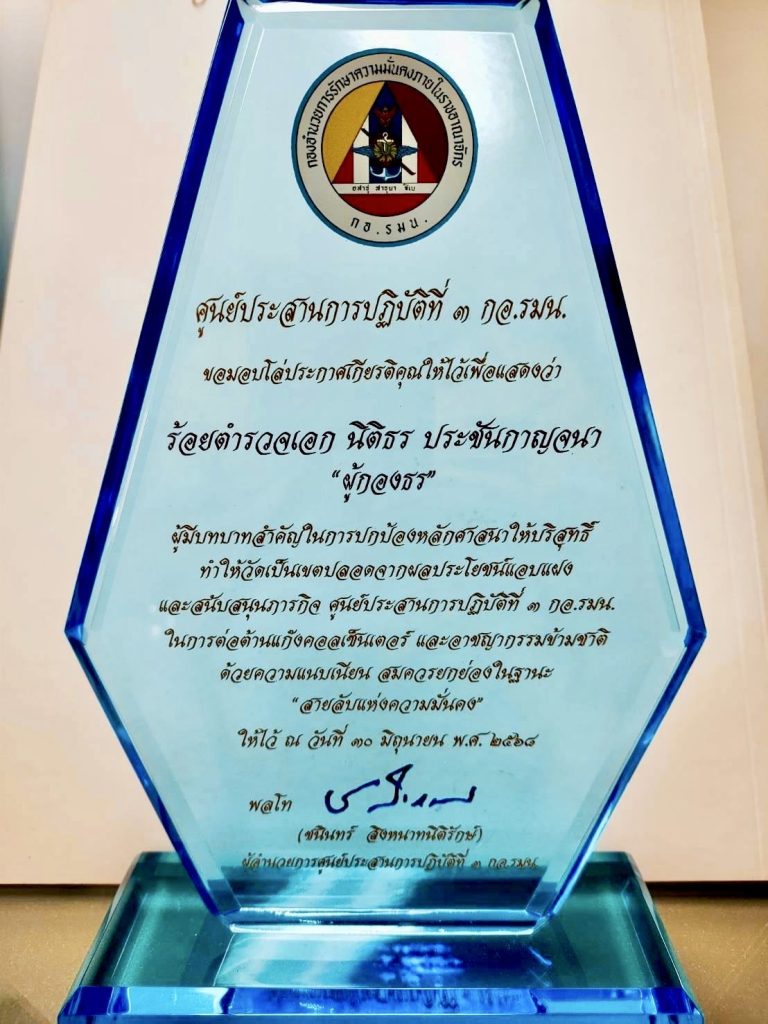 กองอำนวยการรักษาความมั่นคงภายในราชอาณาจักร
กอ.รมน.
ศูนย์ประสานการปฏิบัติที่ ๓ กอ.รมน.
ขอมอบโล่ประกาศเกียรติคุณให้ไว้เพื่อแสดงว่า
ร้อยตำรวจเอก นิติธร ประชันกาญจนา
“ผู้กองธร”
ผู้มีบทบาทสำคัญในการปกป้องหลักศาสนาให้บริสุทธิ์
ทำให้วัดเป็นเขตปลอดจากผลประโยชน์แอบแฝง
และสนับสนุนภารกิจ ศูนย์ประสานการปฏิบัติที่ ๓ กอ.รมน.
ในการต่อต้านแก๊งคอลเซ็นเตอร์ และอาชญากรรมข้ามชาติ
ด้วยความแนบเนียน สมควรยกย่องในฐานะ
“สายลับแห่งความมั่นคง”
ให้ไว้ ณ วันที่ ๓๐ มิถุนายน พ.ศ. ๒๕๖๘
พลโท
(ชนินทร์ สิงหนาทนิติรักษ์)
ผู้อำนวยการศูนย์ประสานการปฏิบัติที่ ๓ กอ.รมน.